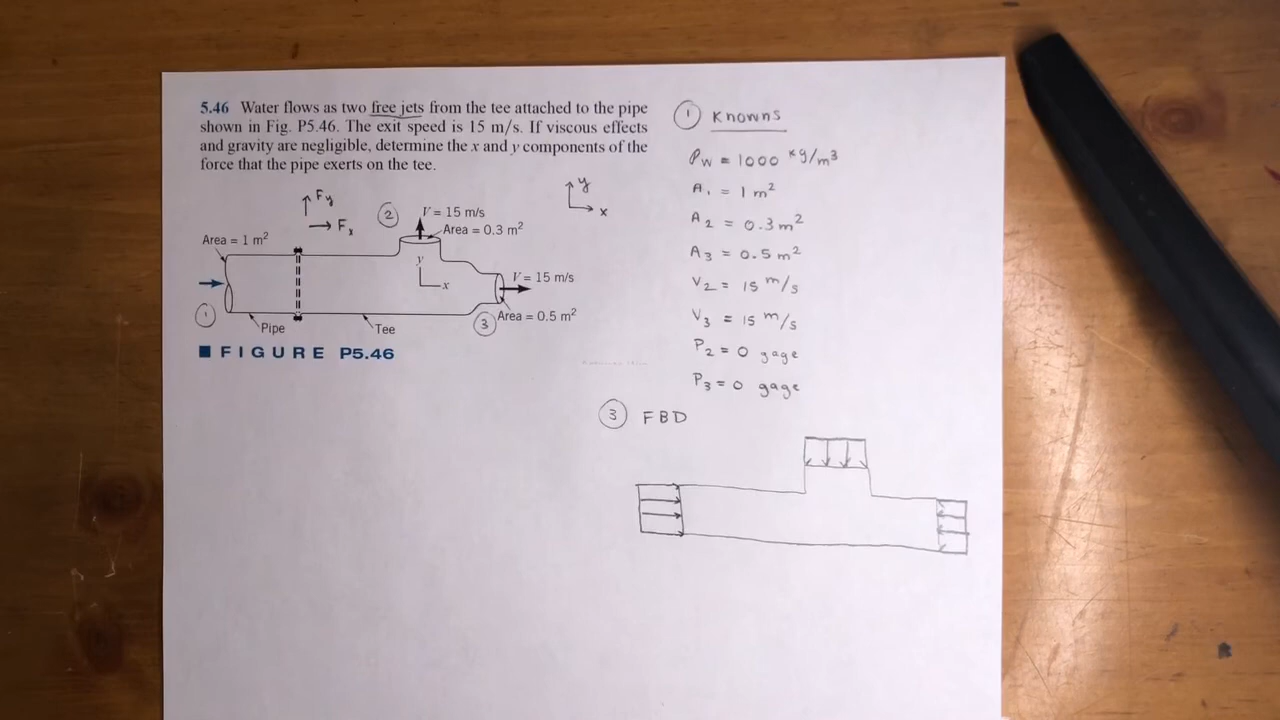 5.46 Water flows as two free jets from the tee attached to the pipe
shown in Fig. P5.46. The exit speed is 15 m/s. If viscous effects
and gravity are negligible, determine the x and y components of the
force that the pipe exerts on the tee.
Fy
Fx
y
x
2
V = 15 m/s
Area = 0.3 m²
Area = 1 m²
y
x
V = 15 m/s
Area = 0.5 m²
1
3
Pipe
Tee
■ FIGURE P5.46
1 Knowns
ρw = 1000 kg/m³
A1 = 1 m²
A2 = 0.3 m²
A3 = 0.5 m²
V2 = 15 m/s
V3 = 15 m/s
P2 = 0 gage
P3 = 0 gage
3 FBD